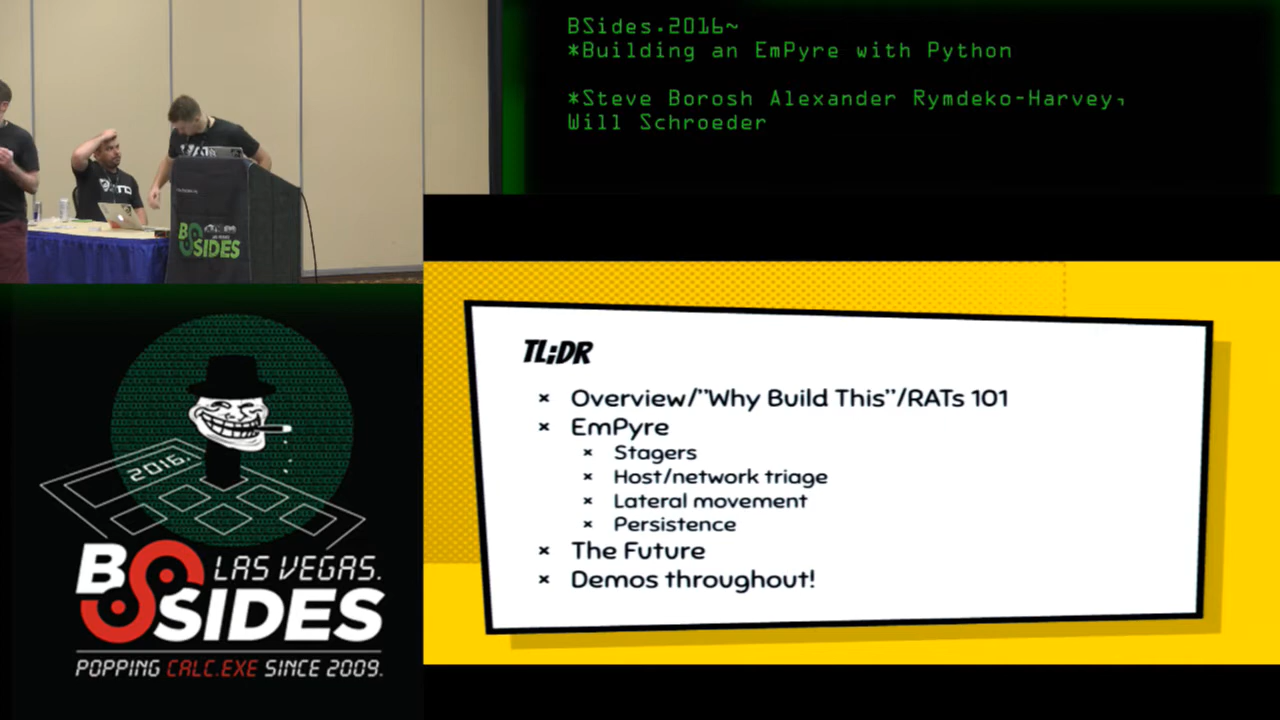 BSides.2016~
*Building an EmPyre with Python
*Steve Borosh Alexander Rymdeko-Harvey,
Will Schroeder
BSIDES
TL;DR
× Overview/"Why Build This"/RATs 101
× EmPyre
× Stagers
× Host/network triage
× Lateral movement
× Persistence
× The Future
× Demos throughout!
2016.
BSIDES
LAS VEGAS.
POPPING CALC.EXE SINCE 2009.